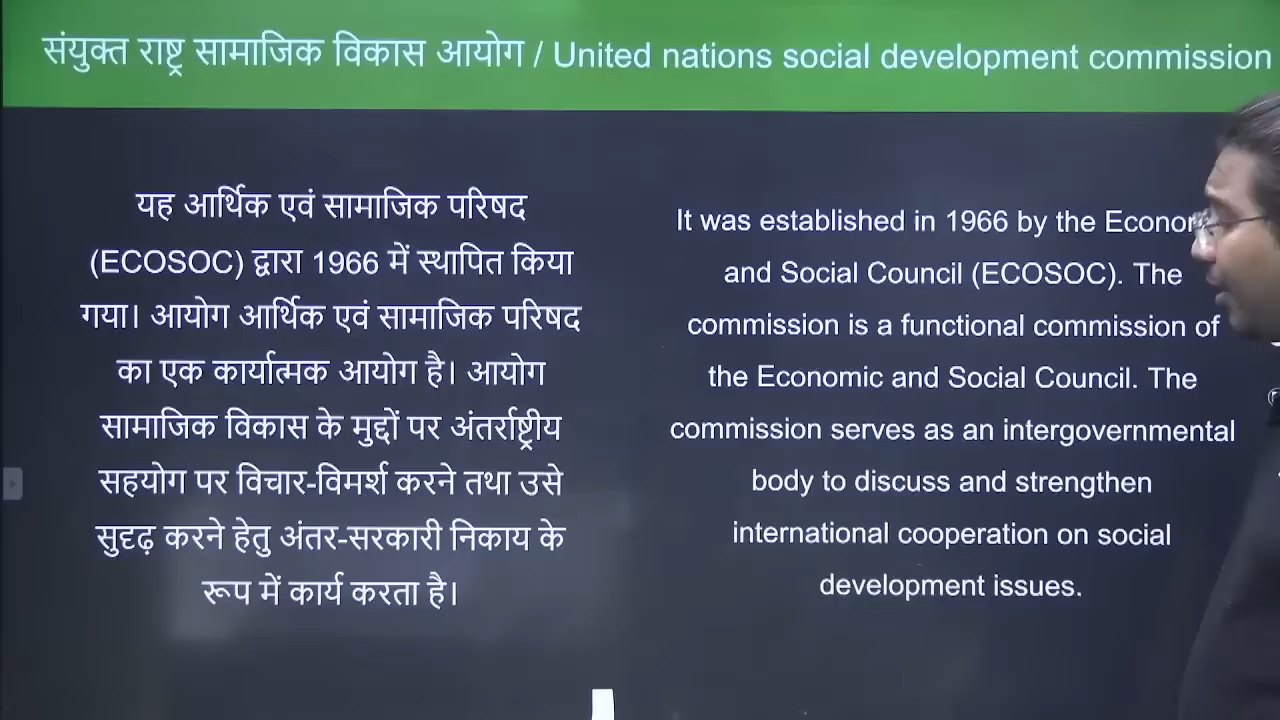 संयुक्त राष्ट्र सामाजिक विकास आयोग / United nations social development commission
यह आर्थिक एवं सामाजिक परिषद
(ECOSOC) द्वारा 1966 में स्थापित किया
गया। आयोग आर्थिक एवं सामाजिक परिषद
का एक कार्यात्मक आयोग है। आयोग
सामाजिक विकास के मुद्दों पर अंतर्राष्ट्रीय
सहयोग पर विचार-विमर्श करने तथा उसे
सुदृढ़ करने हेतु अंतर-सरकारी निकाय के
रूप में कार्य करता है।
It was established in 1966 by the
and Social Council (ECOSOC). The
commission is a functional commission of
the Economic and Social Council. The
commission serves as an intergovernmental
body to discuss and strengthen
international cooperation on social
development issues.